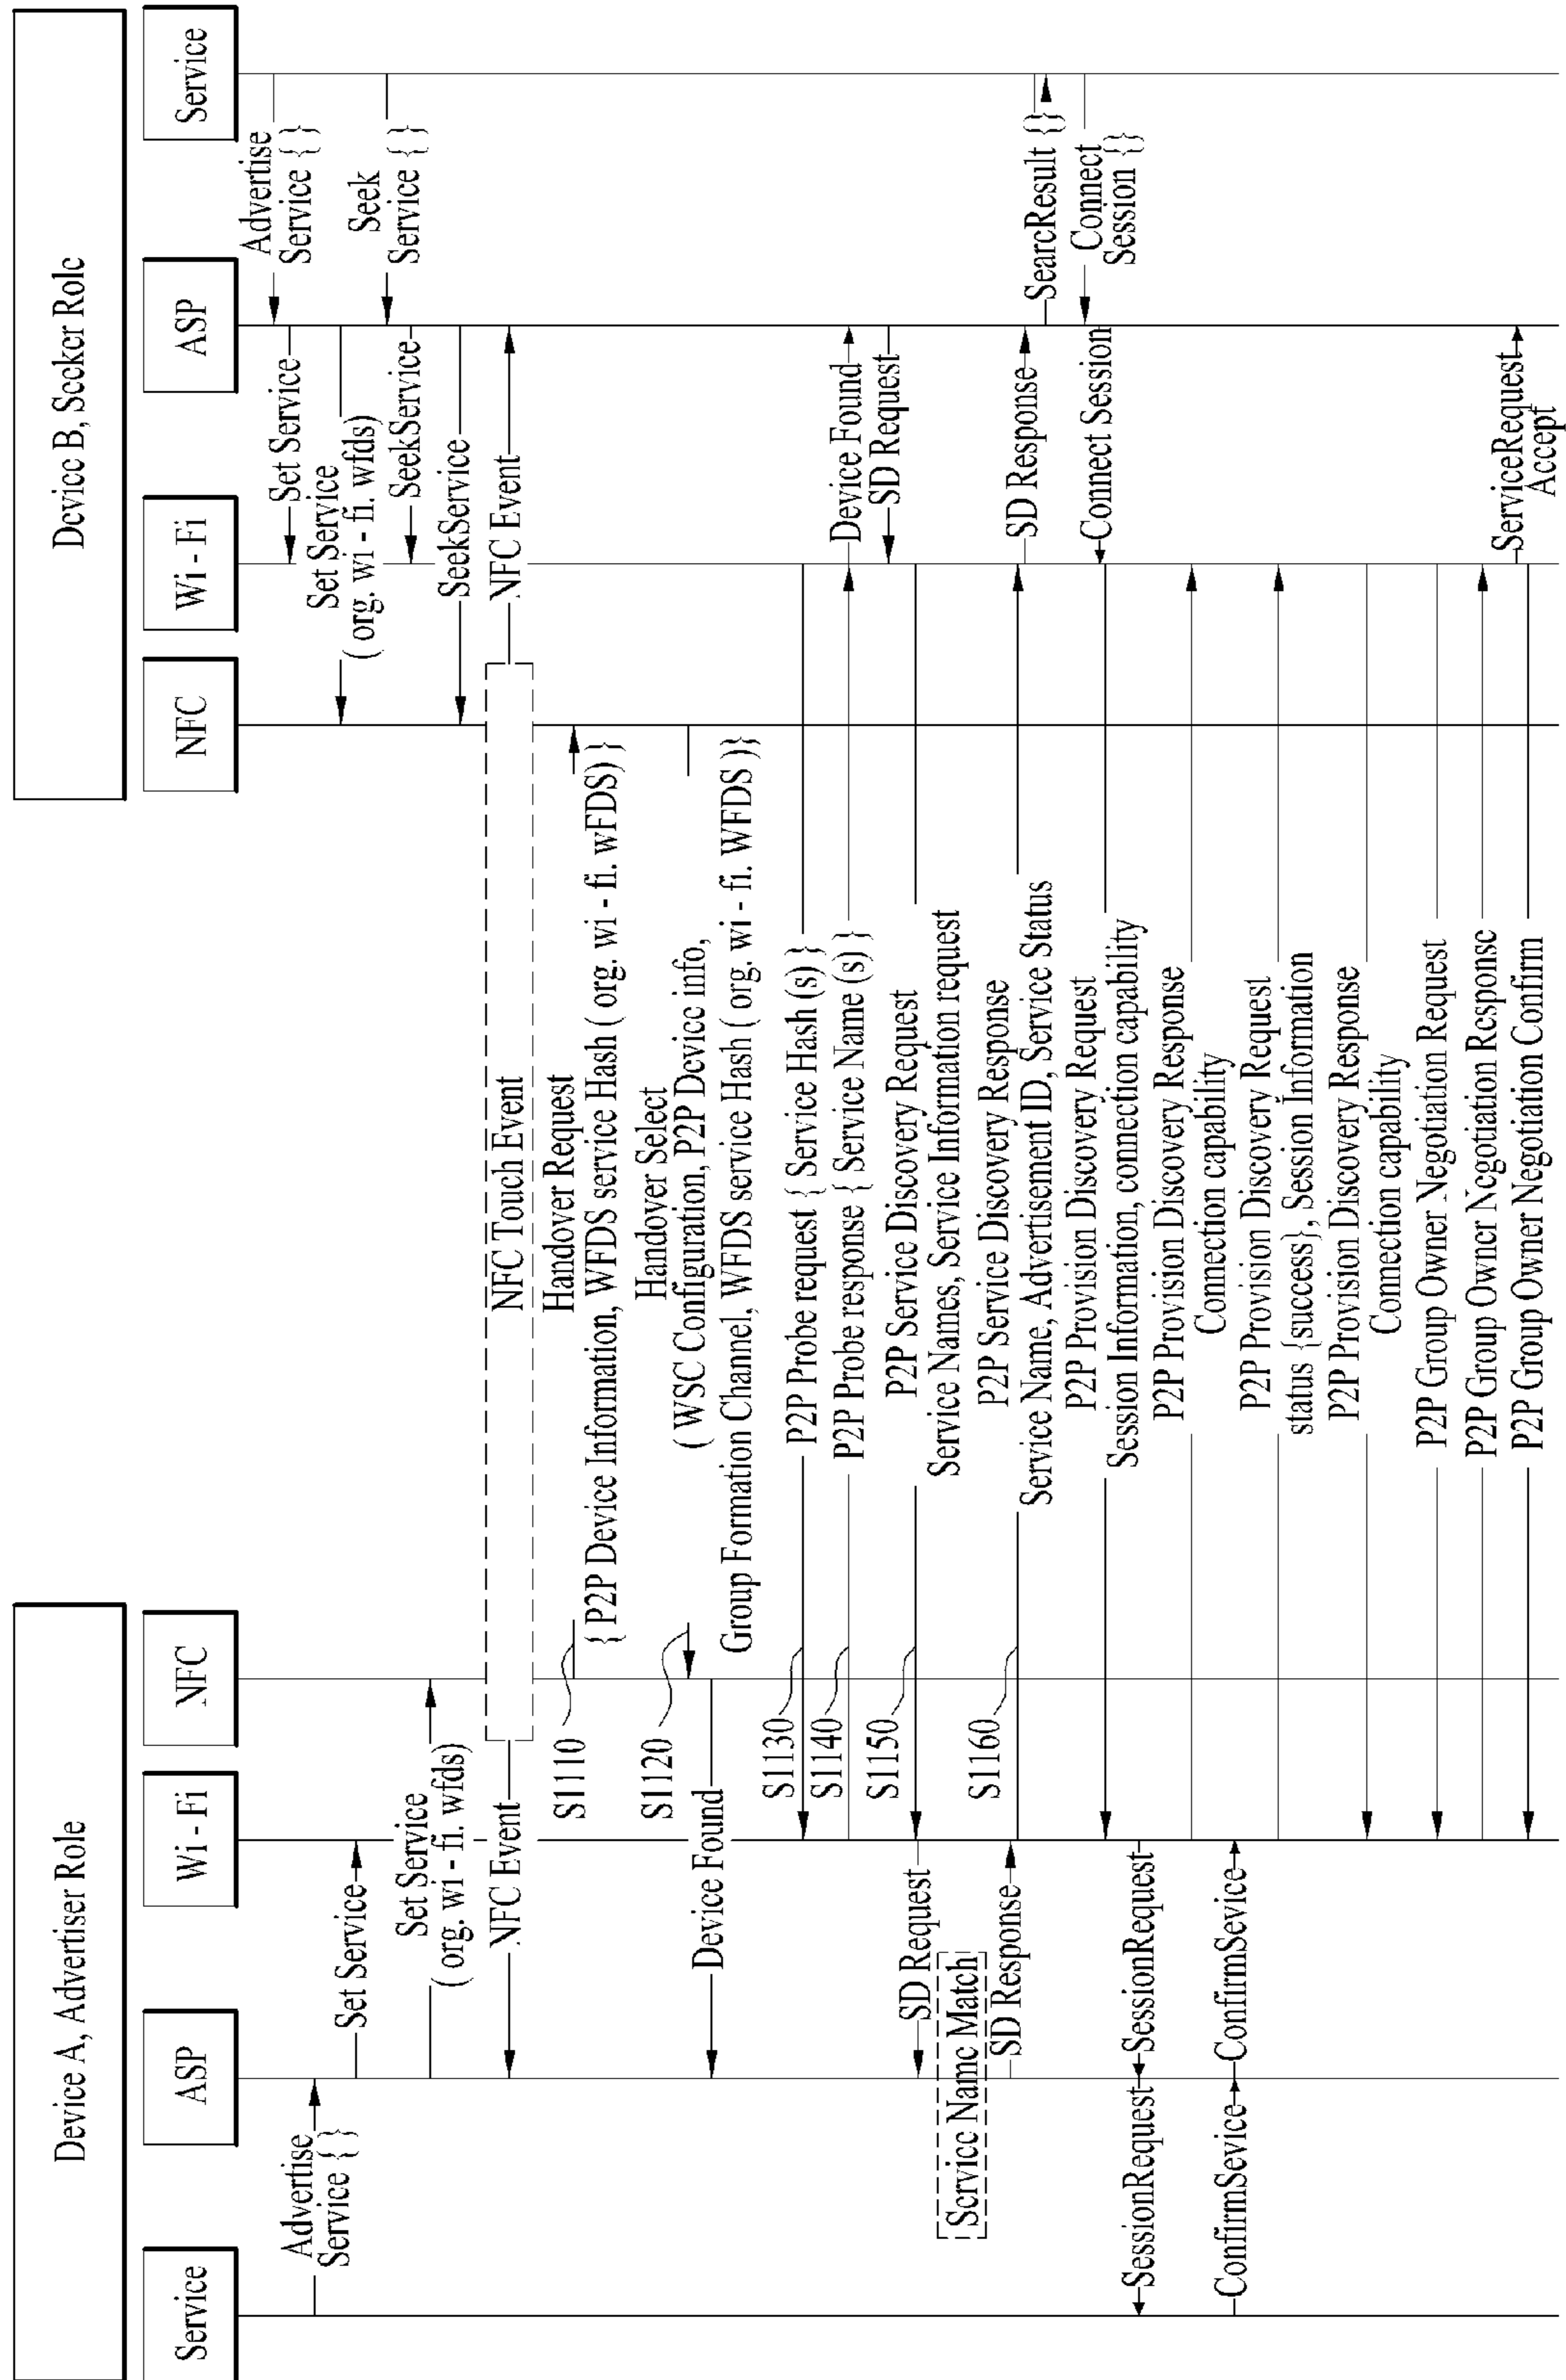 Device A, Advertiser Role
Device B, Seeker Role
Service
ASP
Wi - Fi
NFC
NFC
Wi - Fi
ASP
Service
Advertise
Service { }
Set Service
Advertise
Service { }
Set Service
( org. wi - fi. wfds)
Set Service
Seek
Service { }
Set Service
( org. wi - fi. wfds)
SeekService
SeekService
NFC Event
NFC Touch Event
NFC Event
S1110
Handover Request
{ P2P Device Information, WFDS service Hash ( org. wi - fi. wFDS) }
S1120
Handover Select
( WSC Configuration, P2P Device info,
Group Formation Channel, WFDS service Hash ( org. wi - fi. WFDS )}
Device Found
S1130
P2P Probe request { Service Hash (s) }
S1140
P2P Probe response { Service Name (s) }
Device Found
SD Request
S1150
P2P Service Discovery Request
Service Names, Service Information request
SD Request
Service Name Match
SD Response
S1160
P2P Service Discovery Response
Service Name, Advertisement ID, Service Status
SD Response
SearcResult {}
P2P Provision Discovery Request
Session Information, connection capability
Connect Session
Connect
Session {}
SessionRequest
SessionRequest
P2P Provision Discovery Response
Connection capability
ConfirmSevice
ConfirmSevice
P2P Provision Discovery Request
status {success}, Session Information
P2P Provision Discovery Response
Connection capability
P2P Group Owner Negotiation Request
P2P Group Owner Negotiation Response
P2P Group Owner Negotiation Confirm
ServiceRequest
Accept